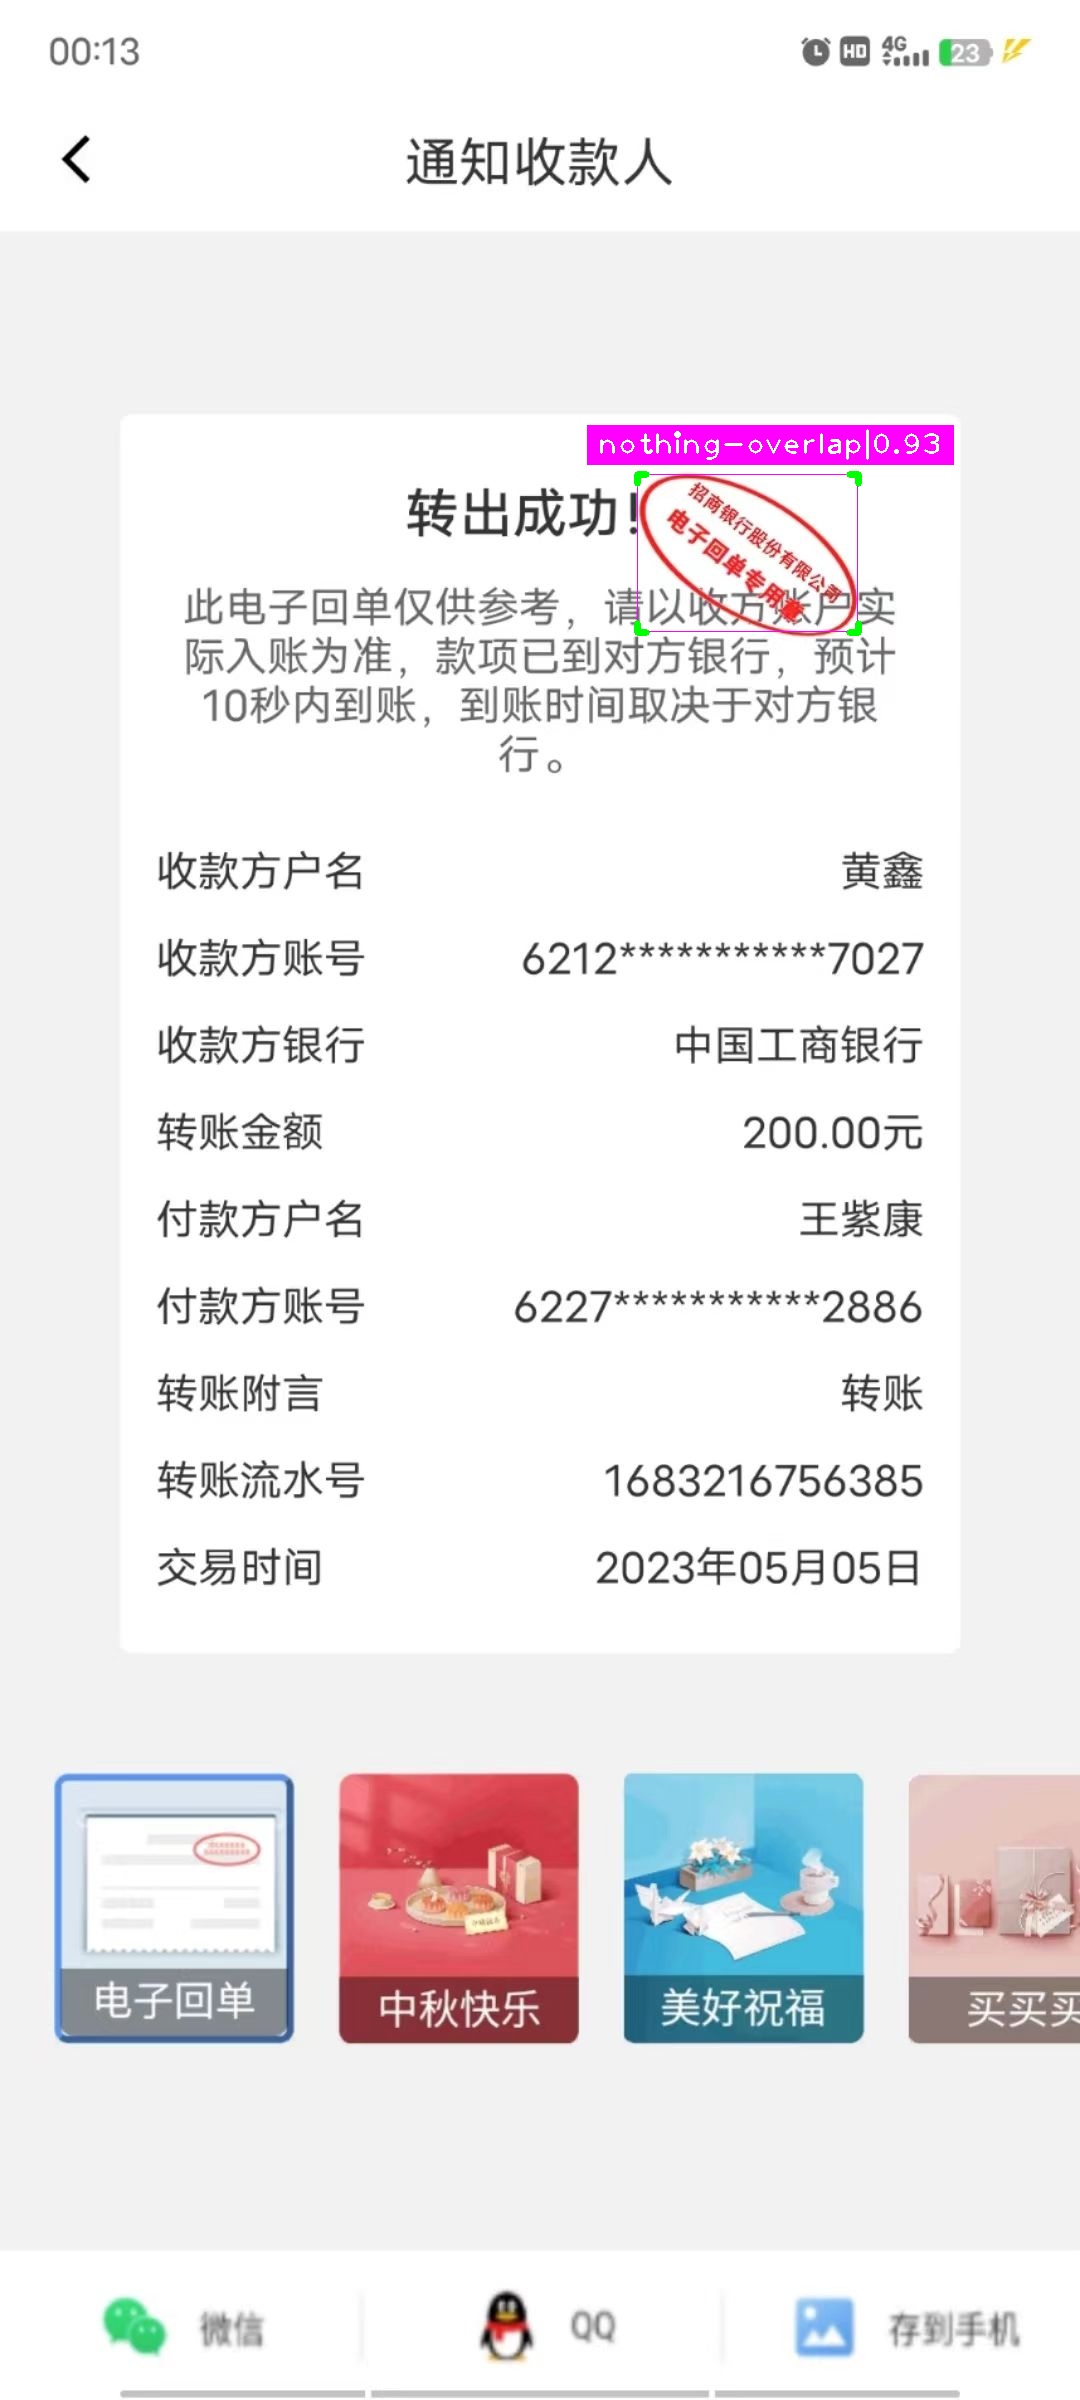 00:13
HD 4G 23
通知收款人
nothing-overlap|0.93
转出成功!
招商银行股份有限公司
电子回单专用章
此电子回单仅供参考，请以收方账户实
际入账为准，款项已到对方银行，预计
10秒内到账，到账时间取决于对方银
行。
收款方户名 黄鑫
收款方账号 6212***********7027
收款方银行 中国工商银行
转账金额 200.00元
付款方户名 王紫康
付款方账号 6227***********2886
转账附言 转账
转账流水号 1683216756385
交易时间 2023年05月05日
电子回单 中秋快乐 美好祝福 买买买
微信 QQ 存到手机